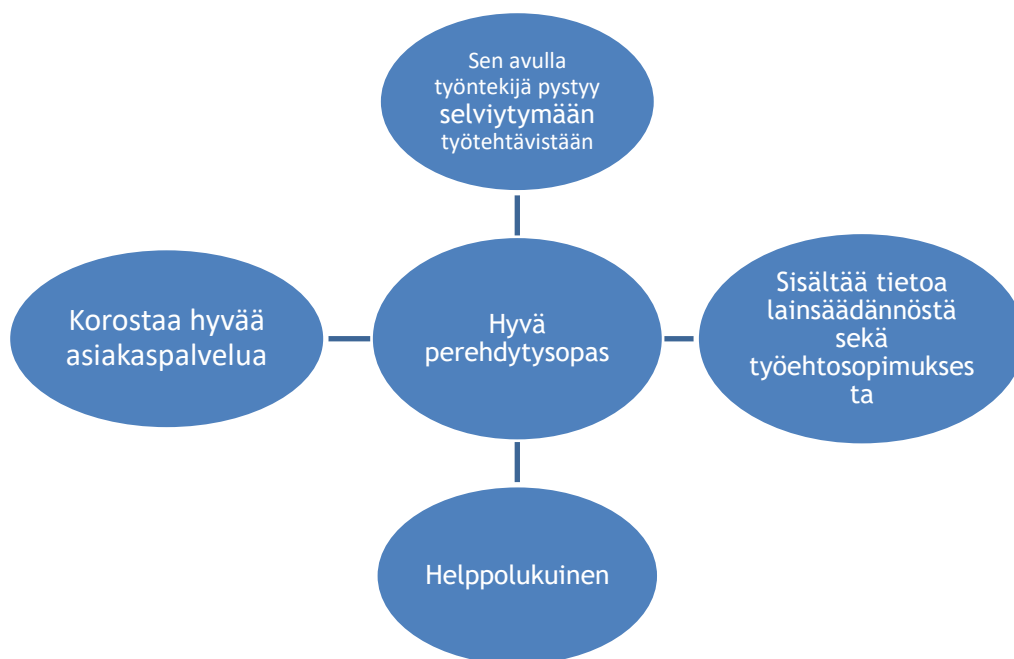 Sen avulla
työntekijä pystyy
selviytymään
työtehtävistään
Korostaa hyvää
asiakaspalvelua
Hyvä
perehdytysopas
Sisältää tietoa
lainsäädännöstä
sekä
työehtosopimukses
ta
Helppolukuinen